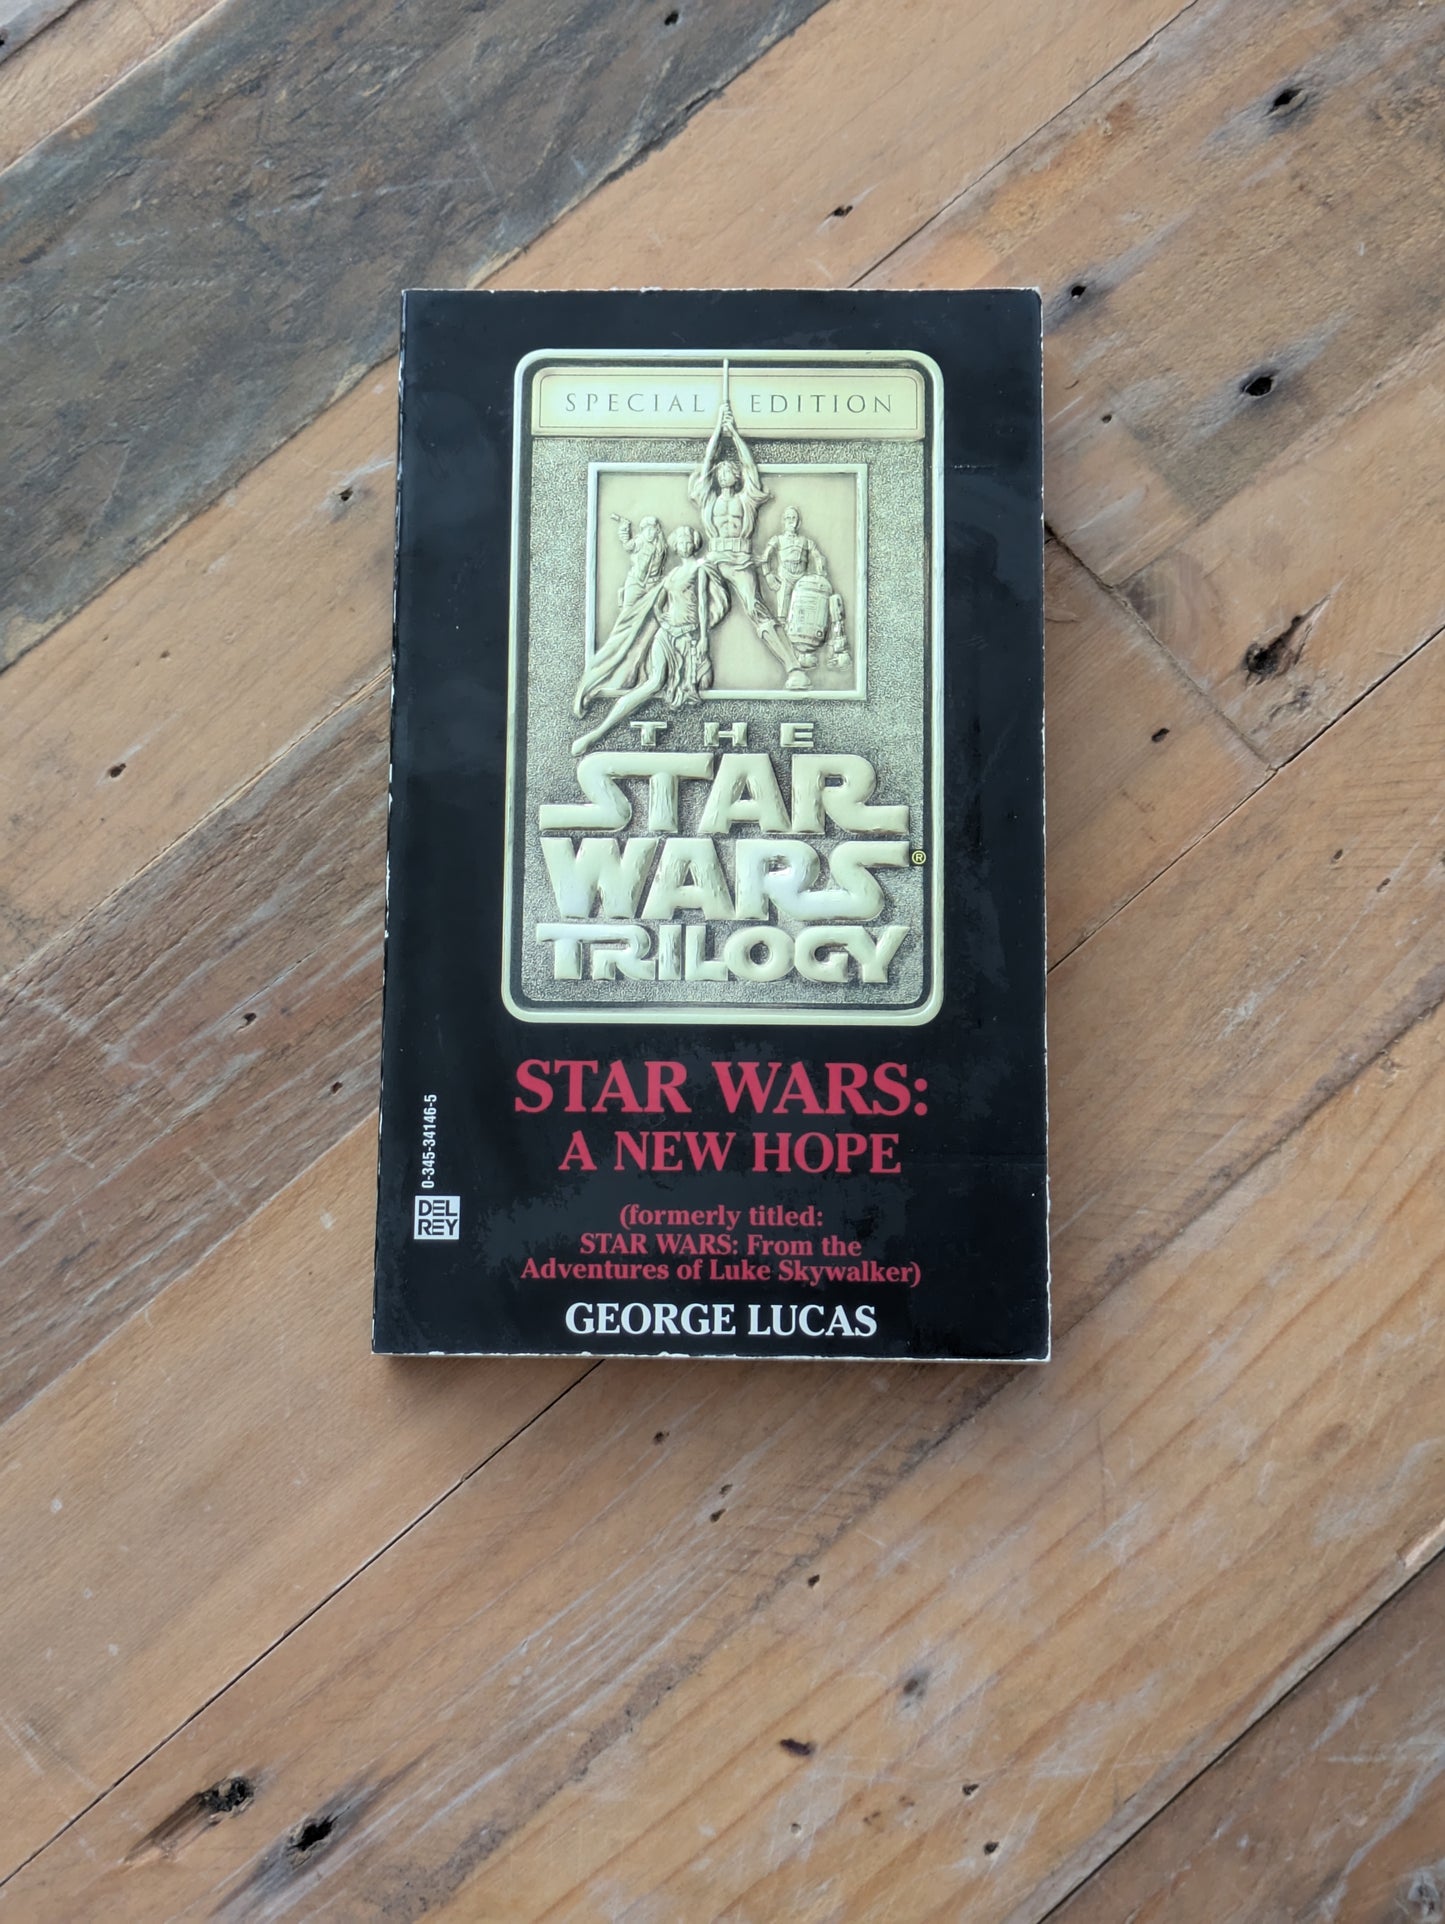 SPECIAL EDITION
THE
STAR
WARS®
TRILOGY
STAR WARS:
A NEW HOPE
(formerly titled:
STAR WARS: From the
Adventures of Luke Skywalker)
GEORGE LUCAS
0-345-34146-5
DEL
REY